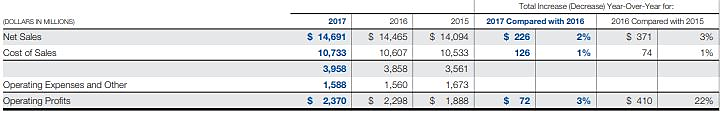 Total Increase (Decrease) Year-Over-Year for:
(DOLLARS IN MILLIONS) 2017 2016 2015 2017 Compared with 2016 2016 Compared with 2015
Net Sales $ 14,691 $ 14,465 $ 14,094 $ 226 2% $ 371 3%
Cost of Sales 10,733 10,607 10,533 126 1% 74 1%
3,958 3,858 3,561
Operating Expenses and Other 1,588 1,560 1,673
Operating Profits $ 2,370 $ 2,298 $ 1,888 $ 72 3% $ 410 22%